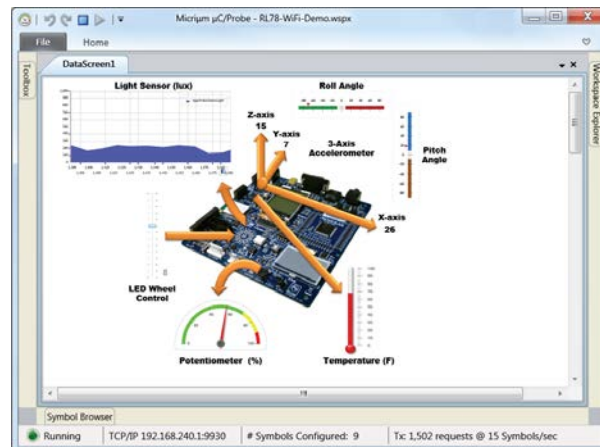 Micriµm µC/Probe - RL78-WiFi-Demo.wspx
File
Home
DataScreen1
Toolbox
Workspace Explorer
Light Sensor (lux)
Roll Angle
Z-axis
15
Y-axis
7
3-Axis
Accelerometer
Pitch
Angle
X-axis
26
LED Wheel
Control
Potentiometer (%)
Temperature (F)
Symbol Browser
Running
TCP/IP 192.168.240.1:9930
# Symbols Configured: 9
Tx: 1,502 requests @ 15 Symbols/sec